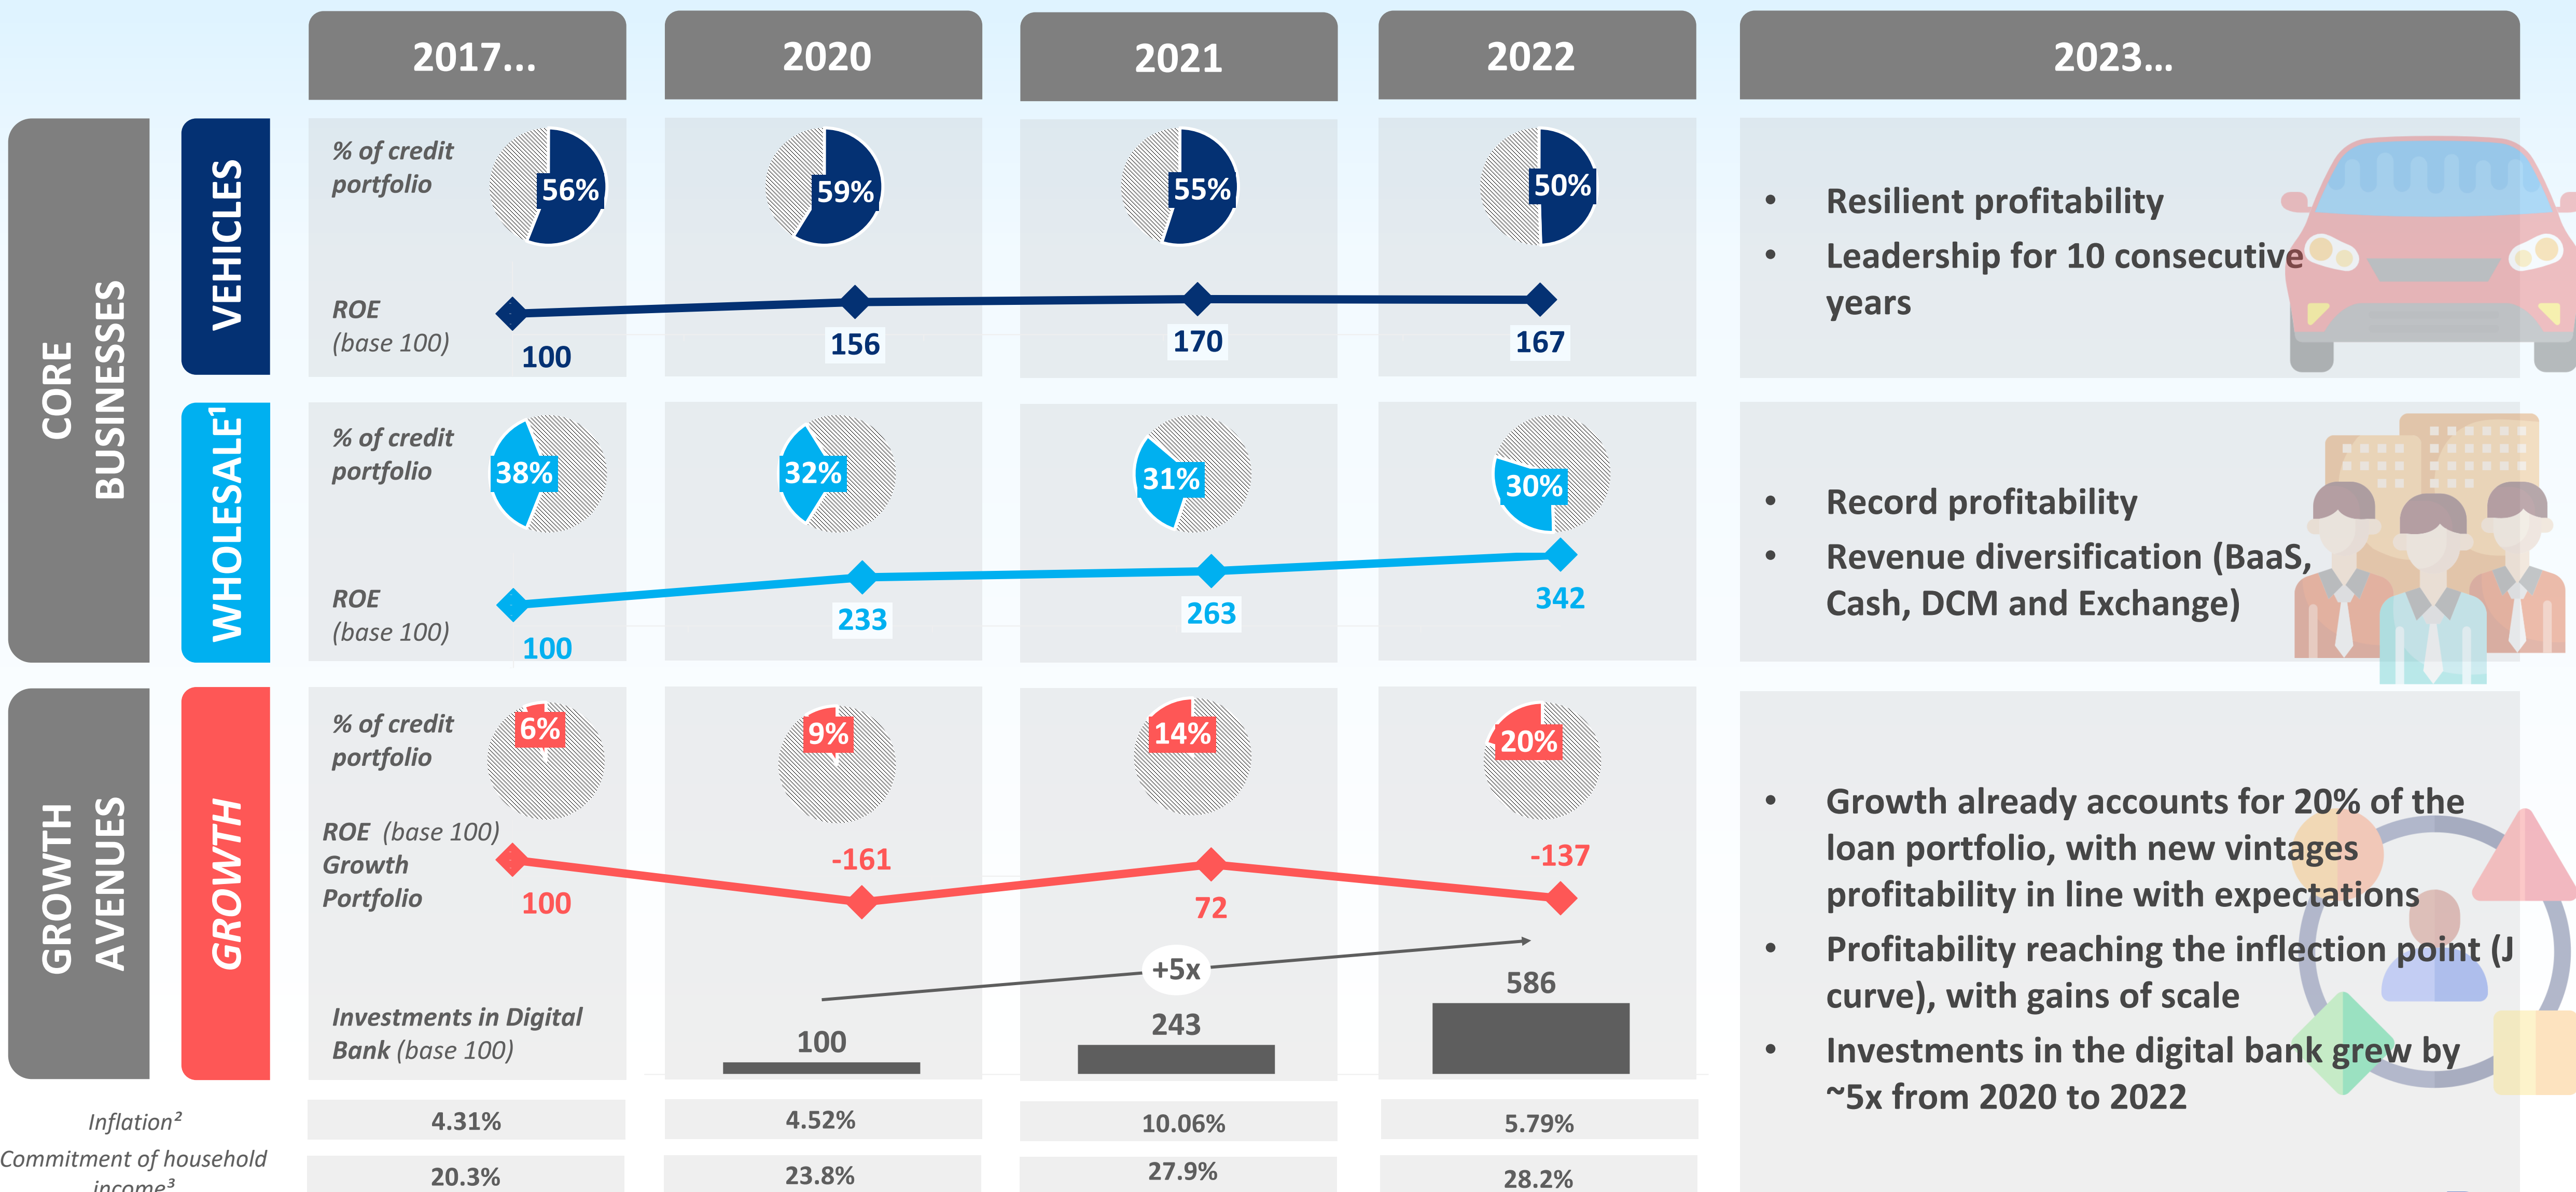 2017...
2020
2021
2022
2023...
CORE
BUSINESSES
VEHICLES
% of credit
portfolio
56%
59%
55%
50%
ROE
(base 100)
100
156
170
167
• Resilient profitability
• Leadership for 10 consecutive
years
WHOLESALE¹
% of credit
portfolio
38%
32%
31%
30%
ROE
(base 100)
100
233
263
342
• Record profitability
• Revenue diversification (BaaS,
Cash, DCM and Exchange)
GROWTH
AVENUES
GROWTH
% of credit
portfolio
6%
9%
14%
20%
ROE (base 100)
Growth
Portfolio
100
-161
72
-137
+5x
Investments in Digital
Bank (base 100)
100
243
586
• Growth already accounts for 20% of the
loan portfolio, with new vintages
profitability in line with expectations
• Profitability reaching the inflection point (J
curve), with gains of scale
• Investments in the digital bank grew by
~5x from 2020 to 2022
Inflation²
4.31%
4.52%
10.06%
5.79%
Commitment of household
income³
20.3%
23.8%
27.9%
28.2%